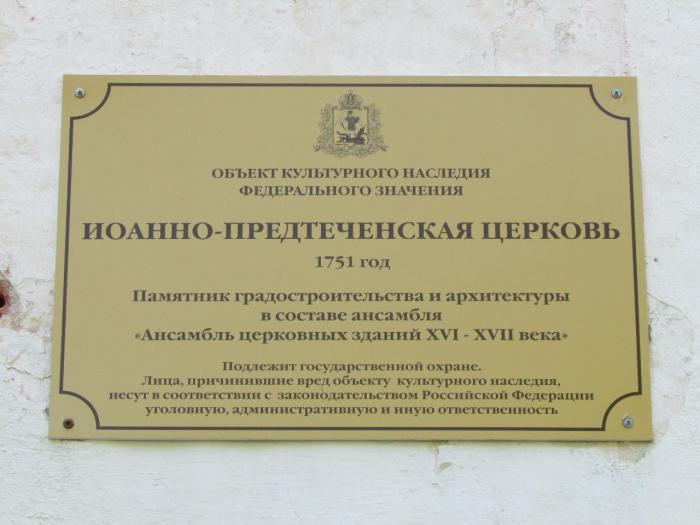 ОБЪЕКТ КУЛЬТУРНОГО НАСЛЕДИЯ
ФЕДЕРАЛЬНОГО ЗНАЧЕНИЯ
ИОАННО-ПРЕДТЕЧЕНСКАЯ ЦЕРКОВЬ
1751 год
Памятник градостроительства и архитектуры
в составе ансамбля
«Ансамбль церковных зданий XVI - XVII века»
Подлежит государственной охране.
Лица, причинившие вред объекту культурного наследия,
несут в соответствии с законодательством Российской Федерации
уголовную, административную и иную ответственность